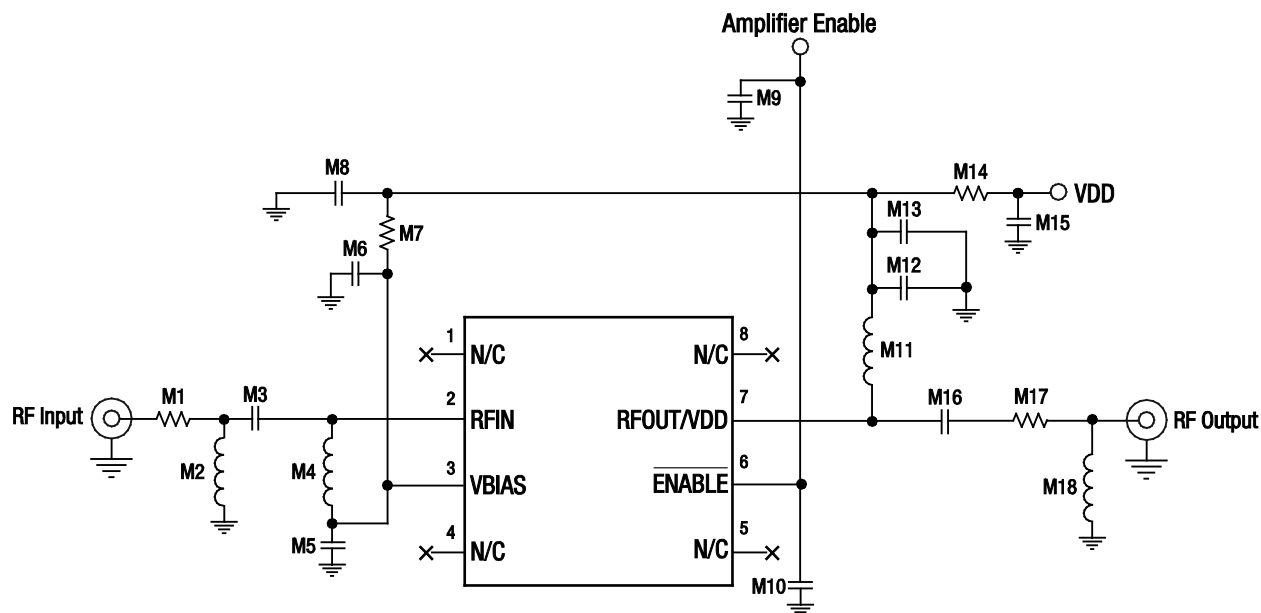 Amplifier Enable
M9
M8
M14
VDD
M13
M15
M7
M6
M12
1
8
N/C
N/C
M11
M1
M3
2
7
M16
M17
RF Input
RFIN
RFOUT/VDD
RF Output
M2
M4
3
6
VBIAS
ENABLE
M18
M5
4
5
N/C
N/C
M10